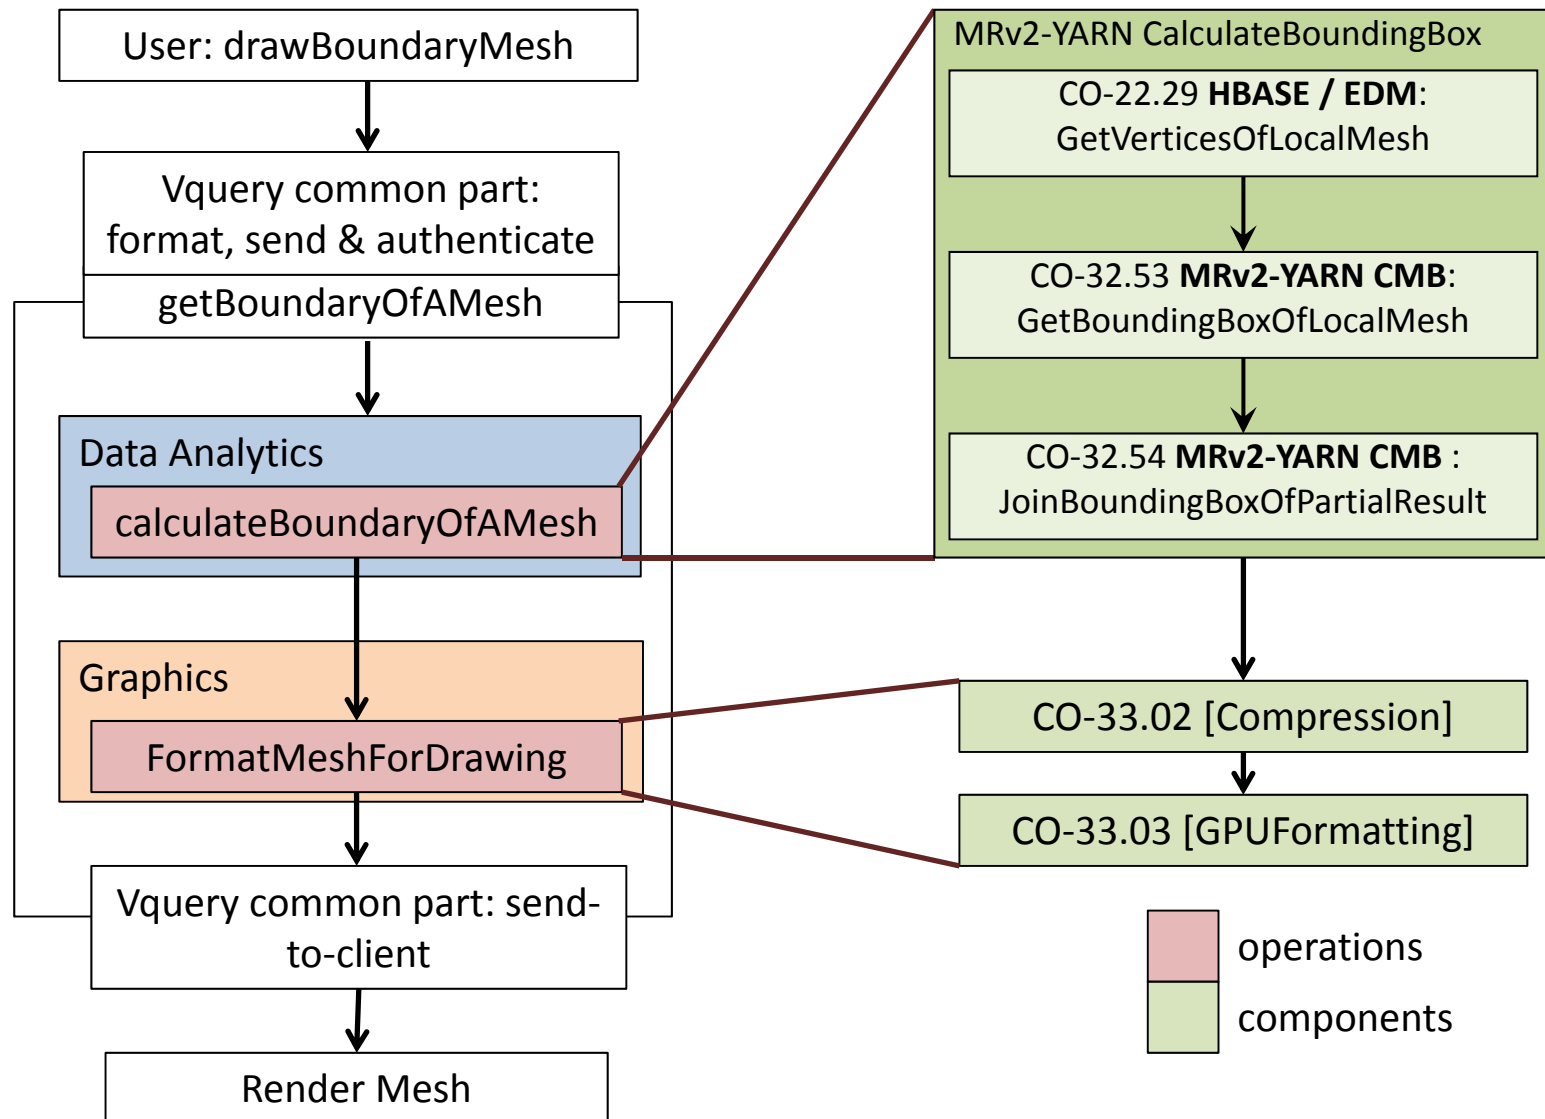 User: drawBoundaryMesh
Vquery common part:
format, send & authenticate
getBoundaryOfAMesh
Data Analytics
calculateBoundaryOfAMesh
Graphics
FormatMeshForDrawing
Vquery common part: send-
to-client
Render Mesh
MRv2-YARN CalculateBoundingBox
CO-22.29 HBASE / EDM:
GetVerticesOfLocalMesh
CO-32.53 MRv2-YARN CMB:
GetBoundingBoxOfLocalMesh
CO-32.54 MRv2-YARN CMB :
JoinBoundingBoxOfPartialResult
CO-33.02 [Compression]
CO-33.03 [GPUFormatting]
operations
components